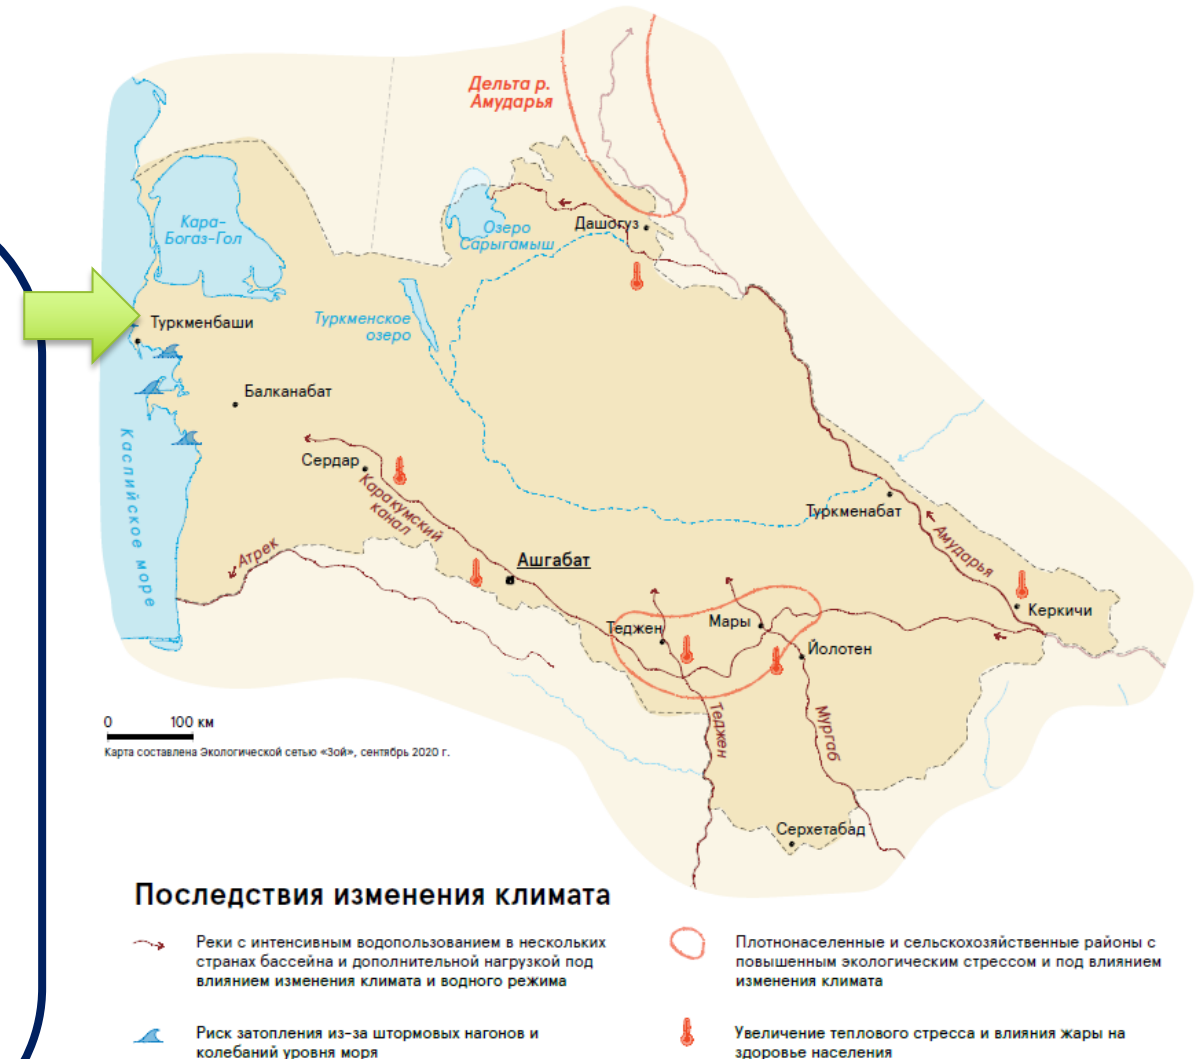 Дельта р.
Амударья
Кара-
Богаз-Гол
Озеро
Сарыгамыш
Дашогуз
Туркменбаши
Туркменское
озеро
Балканабат
Каспийское море
Сердар
Каракумский
канал
Туркменабат
Амударья
Атрек
Ашгабат
Керкичи
Теджен
Мары
Йолотен
Теджен
Мургаб
0 100 км
Карта составлена Экологической сетью «Зой», сентябрь 2020 г.
Серхетабад
Последствия изменения климата
Реки с интенсивным водопользованием в нескольких
странах бассейна и дополнительной нагрузкой под
влиянием изменения климата и водного режима
Риск затопления из-за штормовых нагонов и
колебаний уровня моря
Плотнонаселенные и сельскохозяйственные районы с
повышенным экологическим стрессом и под влиянием
изменения климата
Увеличение теплового стресса и влияния жары на
здоровье населения